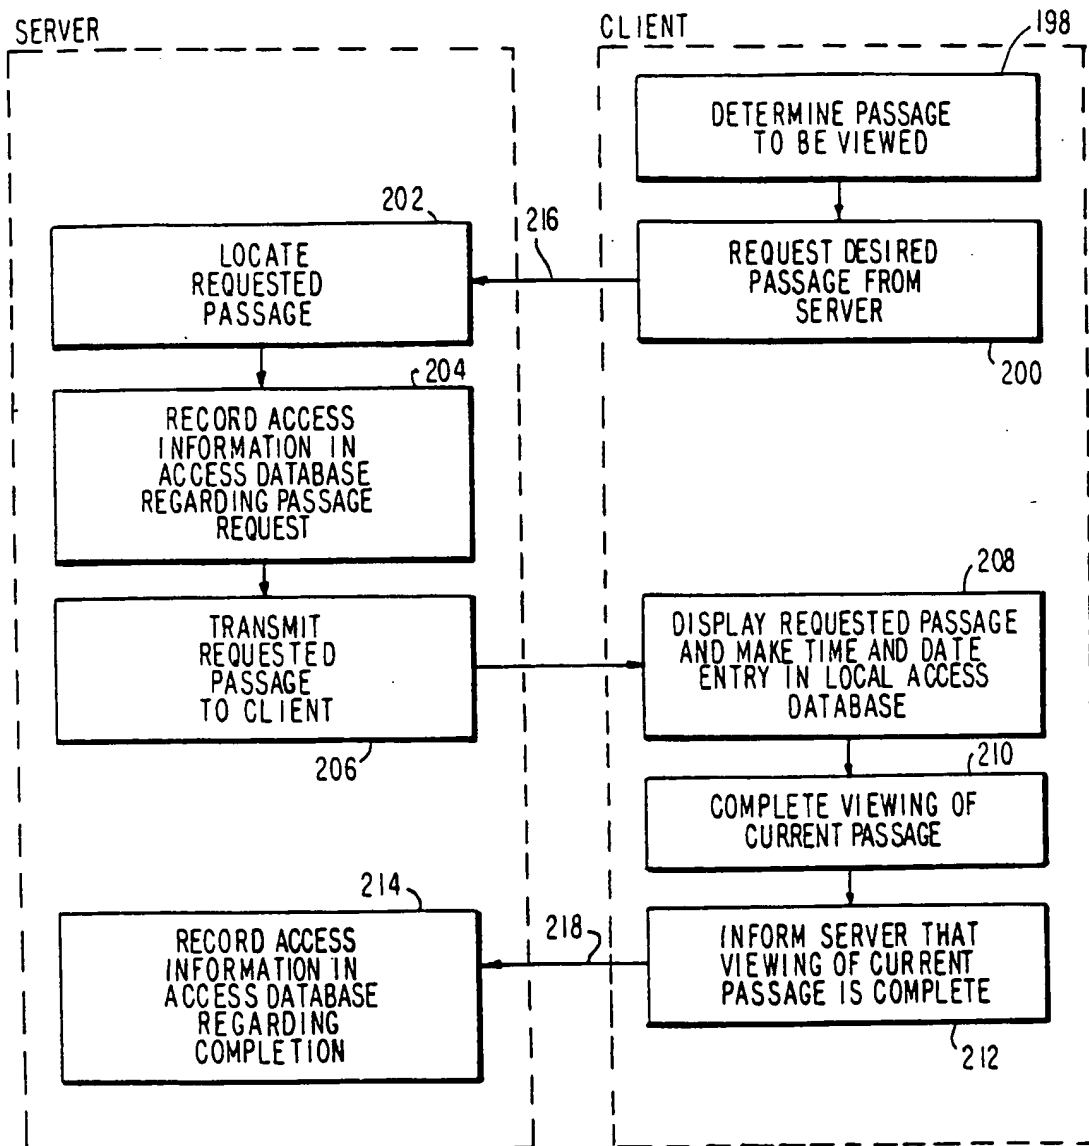 SERVER
CLIENT
198
DETERMINE PASSAGE
TO BE VIEWED
202
216
LOCATE
REQUESTED
PASSAGE
REQUEST DESIRED
PASSAGE FROM
SERVER
200
204
RECORD ACCESS
INFORMATION IN
ACCESS DATABASE
REGARDING PASSAGE
REQUEST
208
TRANSMIT
REQUESTED
PASSAGE
TO CLIENT
206
DISPLAY REQUESTED PASSAGE
AND MAKE TIME AND DATE
ENTRY IN LOCAL ACCESS
DATABASE
210
COMPLETE VIEWING OF
CURRENT PASSAGE
214
218
RECORD ACCESS
INFORMATION IN
ACCESS DATABASE
REGARDING
COMPLETION
INFORM SERVER THAT
VIEWING OF CURRENT
PASSAGE IS COMPLETE
212